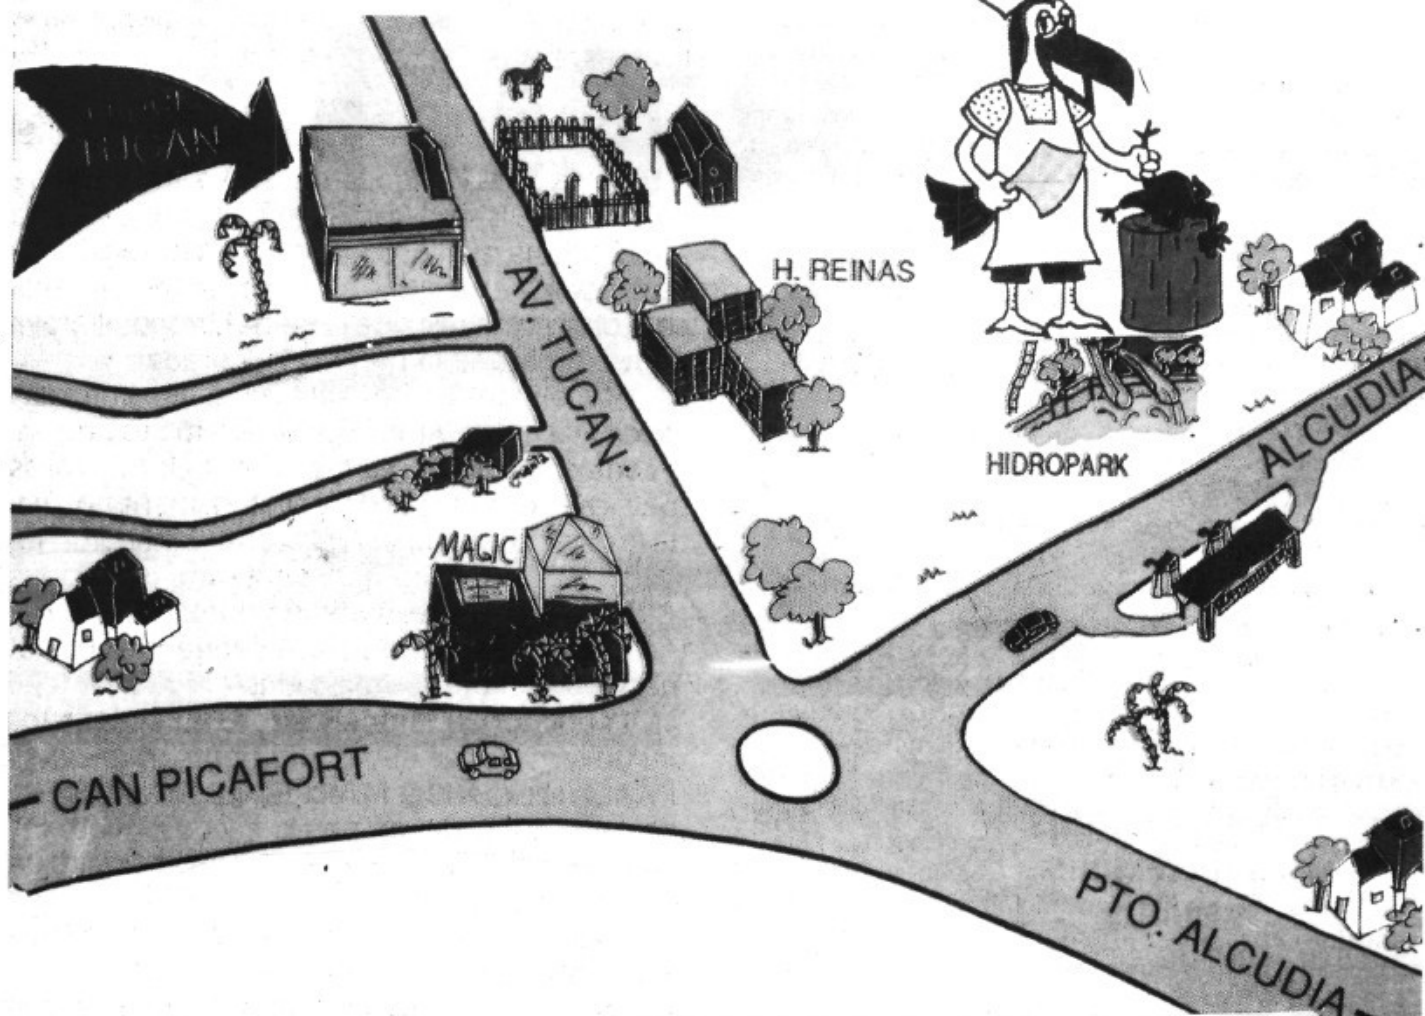 TUCAN
H. REINAS
AV. TUCAN
HIDROPARK
ALCUDIA
MAGIC
CAN PICAFORT
PTO. ALCUDIA